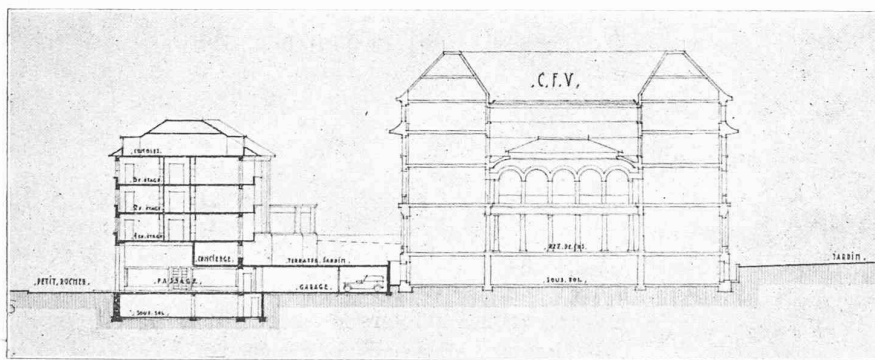 .C.F.V.
.COMBLES.
3E. ÉTAGE.
2E. ÉTAGE.
1ER. ÉTAGE.
.CONCIERGE.
.TERRASSE. JARDIN.
.REZ. DE CHS.
.JARDIN.
.PETIT. ROCHER.
.PASSAGE.
.GARAGE.
.SOUS. SOL.
.SOUS. SOL.